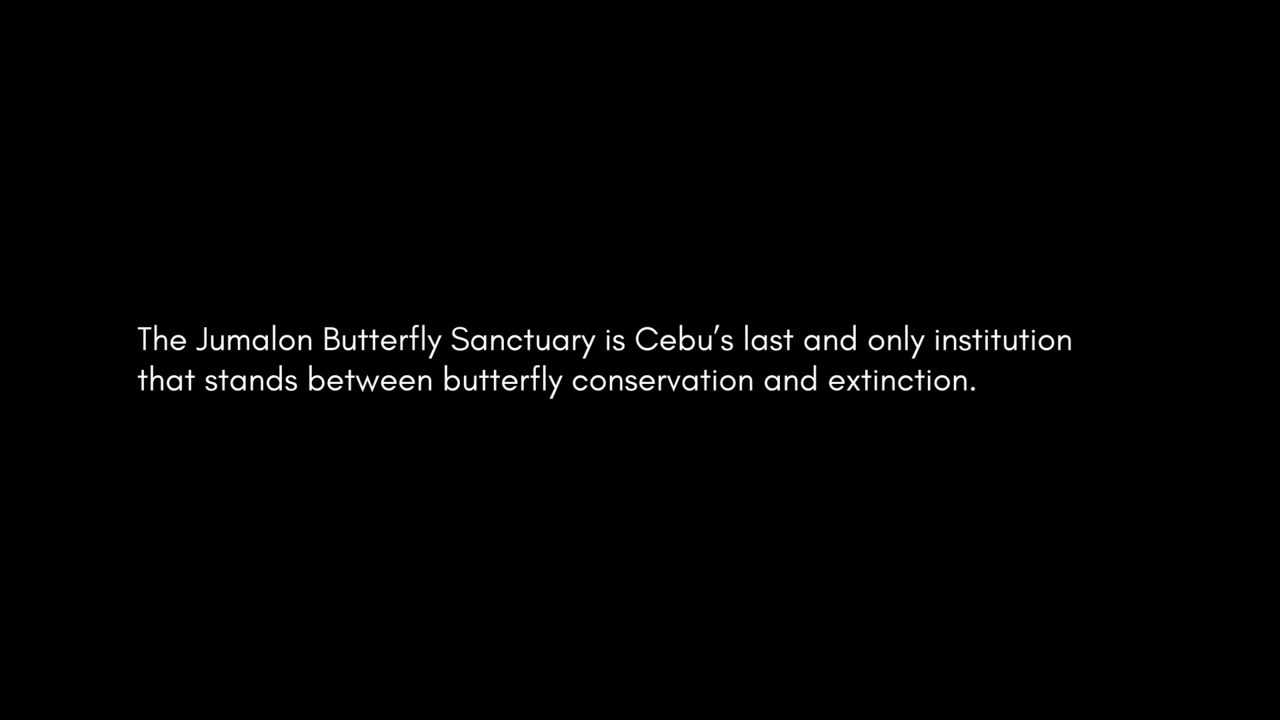 The Jumalon Butterfly Sanctuary is Cebu’s last and only institution
that stands between butterfly conservation and extinction.